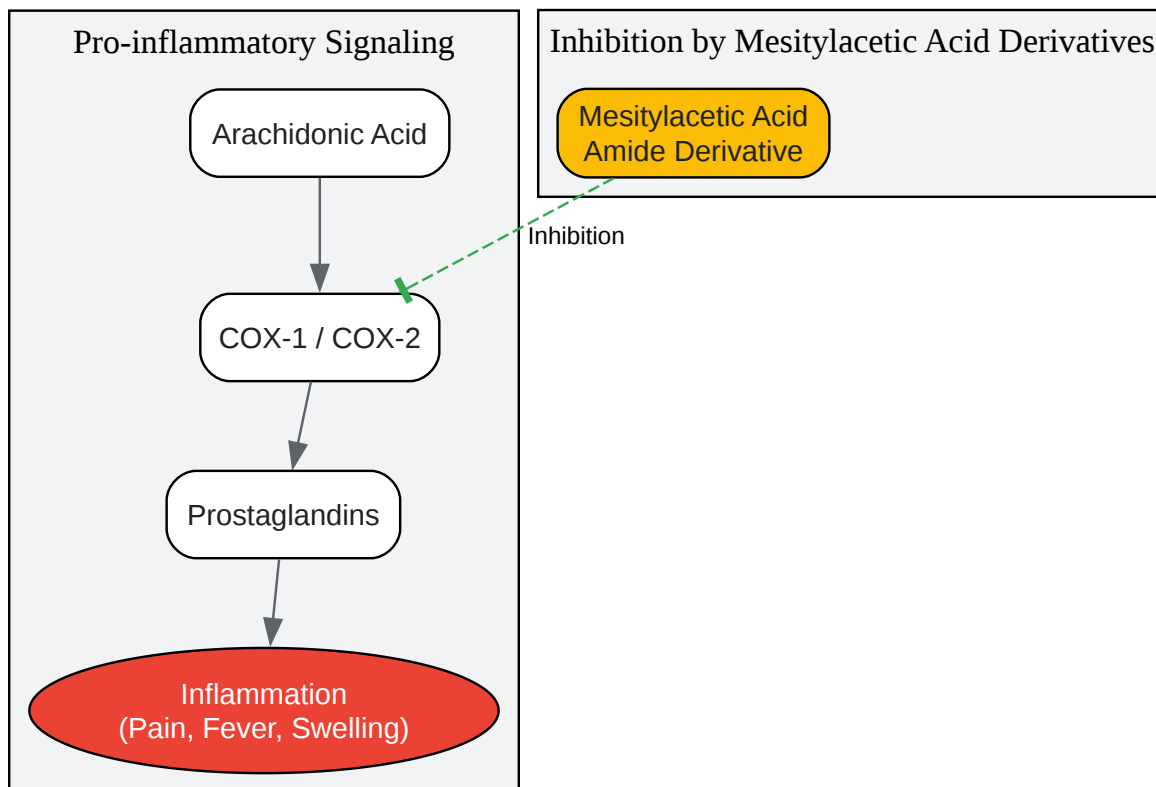 Pro-inflammatory Signaling
Arachidonic Acid
COX-1 / COX-2
Prostaglandins
Inflammation
(Pain, Fever, Swelling)
Inhibition by Mesitylacetic Acid Derivatives
Mesitylacetic Acid
Amide Derivative
Inhibition